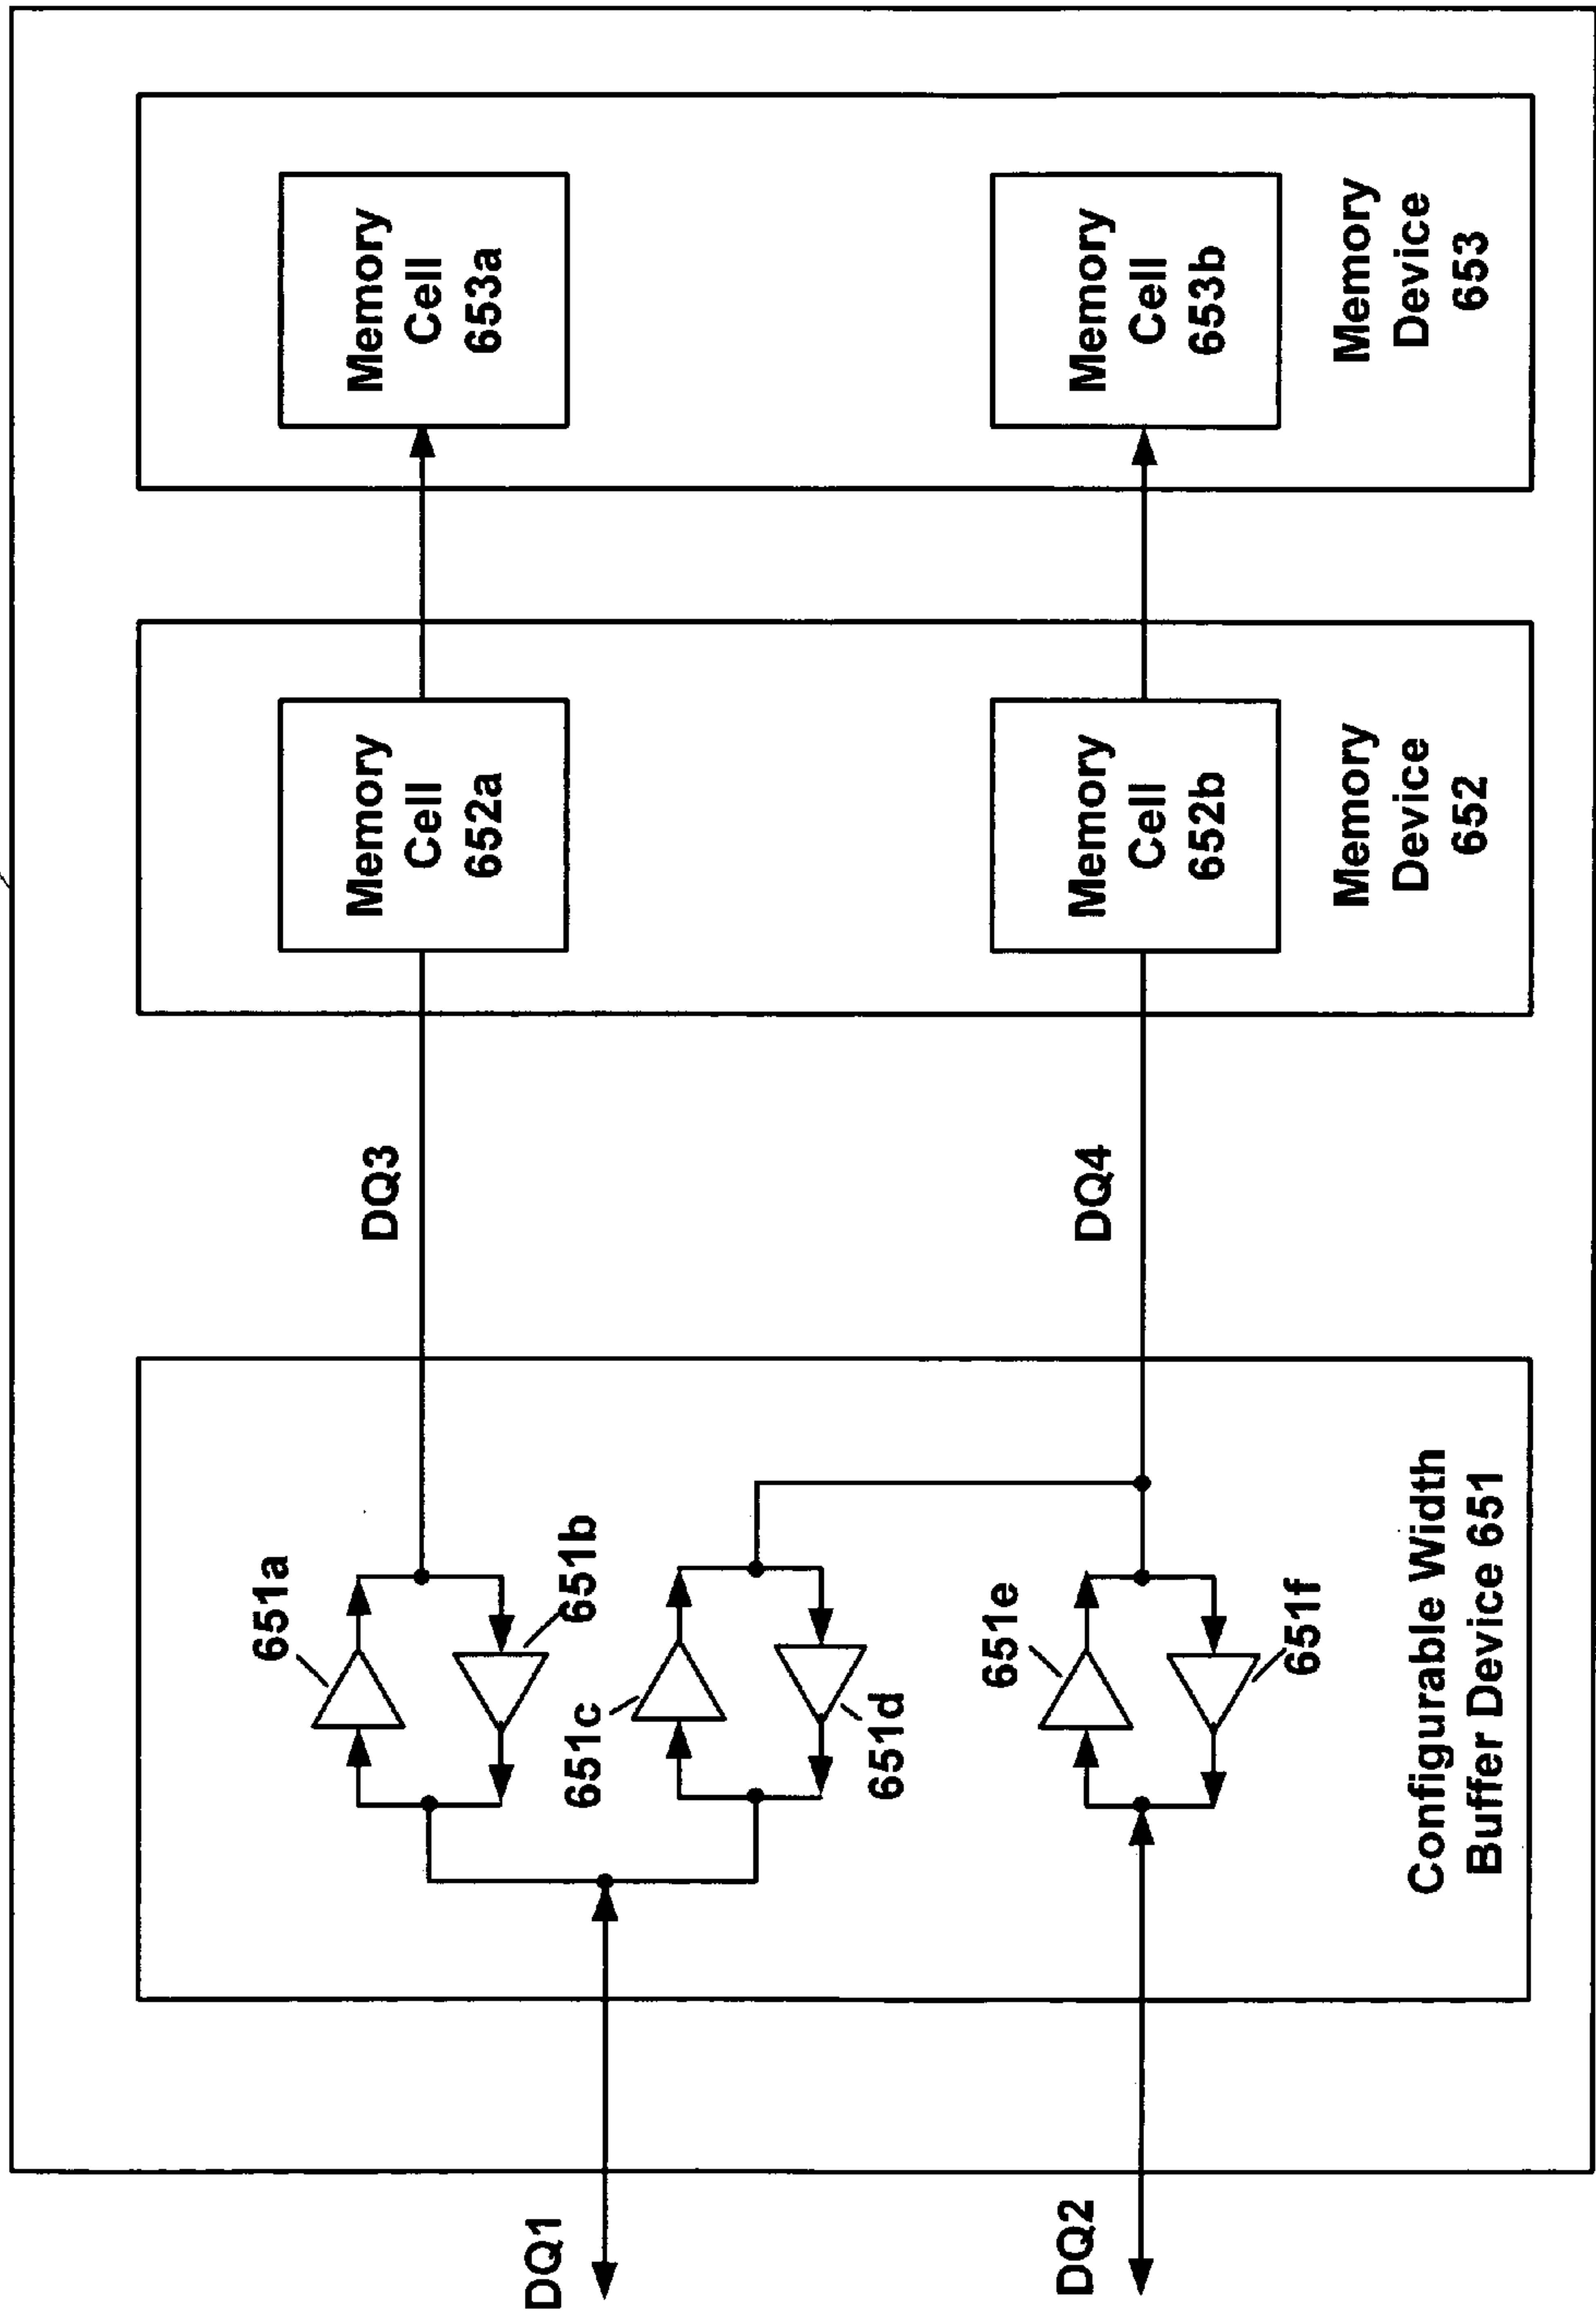 DQ1
DQ2
651a
651b
651c
651d
651e
651f
Configurable Width
Buffer Device 651
DQ3
DQ4
Memory
Cell
652a
Memory
Cell
652b
Memory
Device
652
Memory
Cell
653a
Memory
Cell
653b
Memory
Device
653